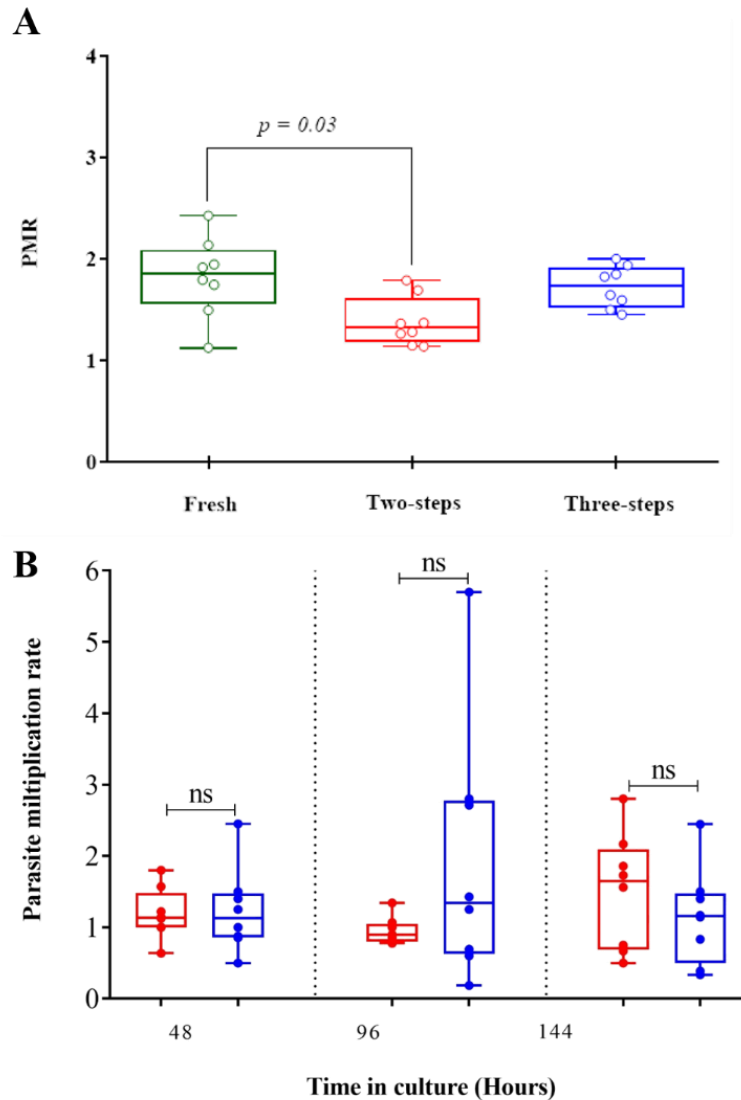 A
4
p = 0.03
3
PMR
2
1
0
Fresh Two-steps Three-steps
B
6
ns
5
Parasite miltiplication rate
4
3
ns
ns
2
1
0
48 96 144
Time in culture (Hours)